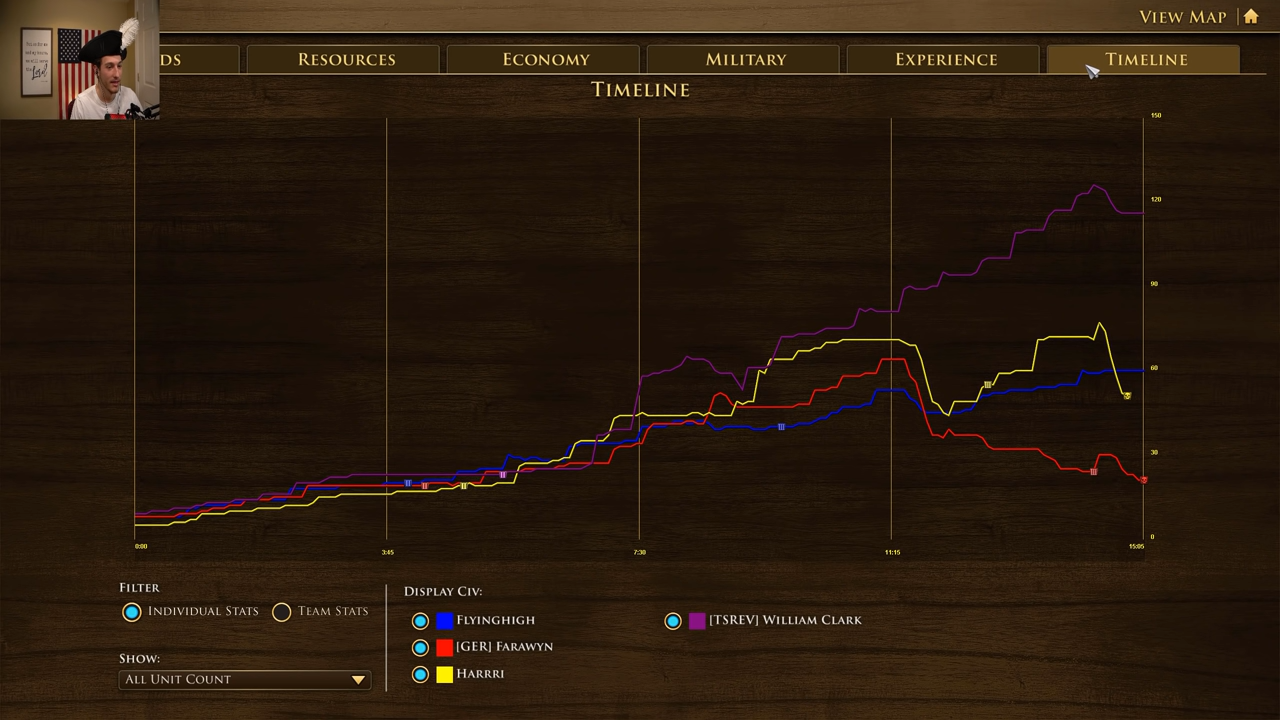 View Map
DS
Resources
Economy
Military
Experience
Timeline
Timeline
150
120
90
60
30
0
0:00
3:45
7:30
11:15
15:05
Filter
Individual Stats
Team Stats
Show:
All Unit Count
Display Civ:
Flyinghigh
[GER] Farawyn
Harrri
[TSREV] William Clark